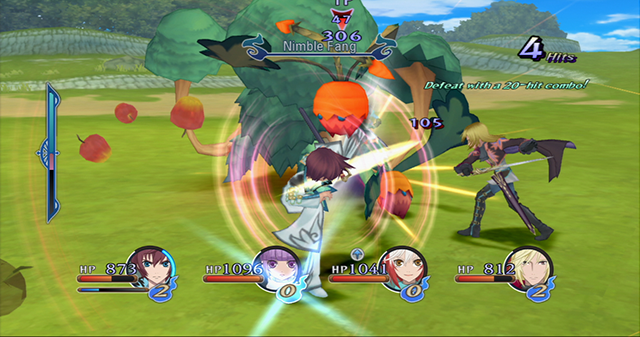 TP
47
306
Nimble Fang
4 Hits
Defeat with a 20-hit combo!
105
HP 873
2
HP 1096
0
HP 1041
0
HP 812
2